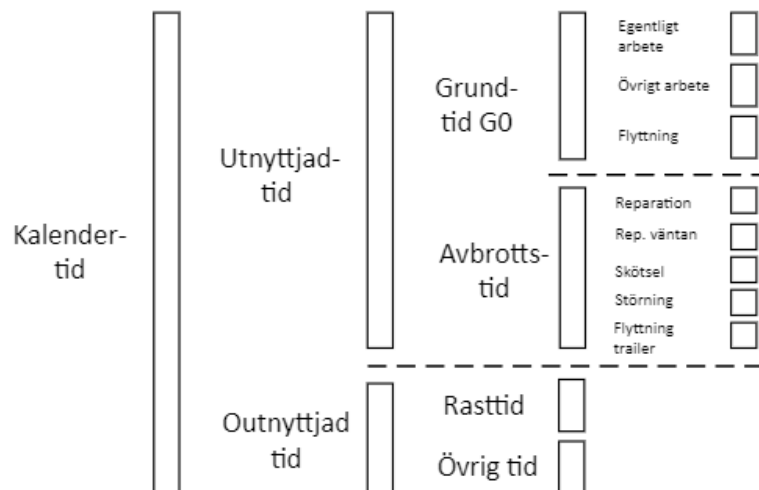 Kalender-
tid
Utnyttjad-
tid
Outnyttjad
tid
Grund-
tid G0
Avbrotts-
tid
Rasttid
Övrig tid
Egentligt
arbete
Övrigt arbete
Flyttning
Reparation
Rep. väntan
Skötsel
Störning
Flyttning
trailer